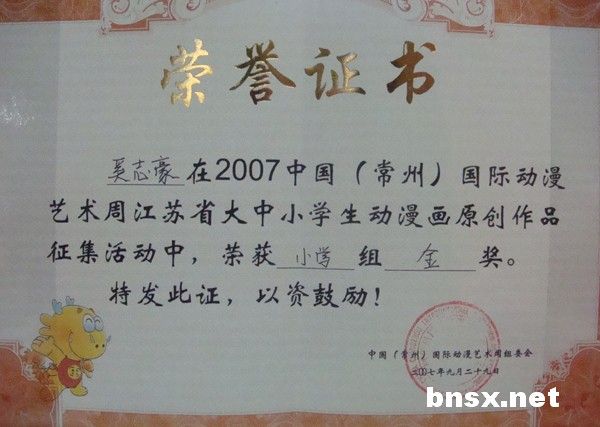 荣誉证书
吴志豪在2007中国(常州)国际动漫
艺术周江苏省大中小学生动漫画原创作品
征集活动中，荣获小学组金奖。
特发此证，以资鼓励！
中国(常州)国际动漫艺术周组委会
二〇〇七年九月二十九日
bnsx.net